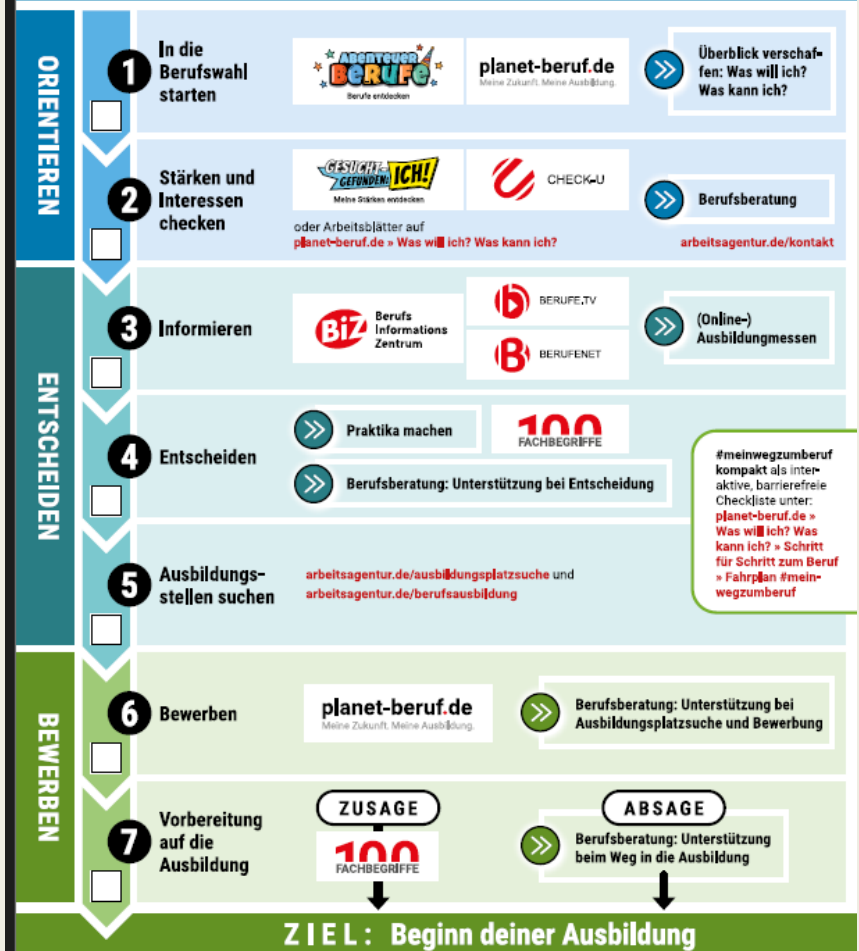 ORIENTIEREN
1
In die
Berufswahl
starten
ABENTEUER
BERUFE
Berufe entdecken
planet-beruf.de
Meine Zukunft. Meine Ausbildung.
Überblick verschaf-
fen: Was will ich?
Was kann ich?
2
Stärken und
Interessen
checken
GESUCHT-
GEFUNDEN: ICH!
Meine Stärken entdecken
CHECK-U
Berufsberatung
oder Arbeitsblätter auf
planet-beruf.de » Was will ich? Was kann ich?
arbeitsagentur.de/kontakt
ENTSCHEIDEN
3
Informieren
BiZ
Berufs
Informations
Zentrum
BERUFE.TV
BERUFENET
(Online-)
Ausbildungmessen
4
Entscheiden
Praktika machen
100
FACHBEGRIFFE
Berufsberatung: Unterstützung bei Entscheidung
#meinwegzumberuf
kompakt als inter-
aktive, barrierefreie
Checkliste unter:
planet-beruf.de »
Was will ich? Was
kann ich? » Schritt
für Schritt zum Beruf
» Fahrplan #mein-
wegzumberuf
5
Ausbildungs-
stellen suchen
arbeitsagentur.de/ausbildungsplatzsuche und
arbeitsagentur.de/berufsausbildung
BEWERBEN
6
Bewerben
planet-beruf.de
Meine Zukunft. Meine Ausbildung.
Berufsberatung: Unterstützung bei
Ausbildungsplatzsuche und Bewerbung
7
Vorbereitung
auf die
Ausbildung
ZUSAGE
100
FACHBEGRIFFE
ABSAGE
Berufsberatung: Unterstützung
beim Weg in die Ausbildung
ZIEL: Beginn deiner Ausbildung